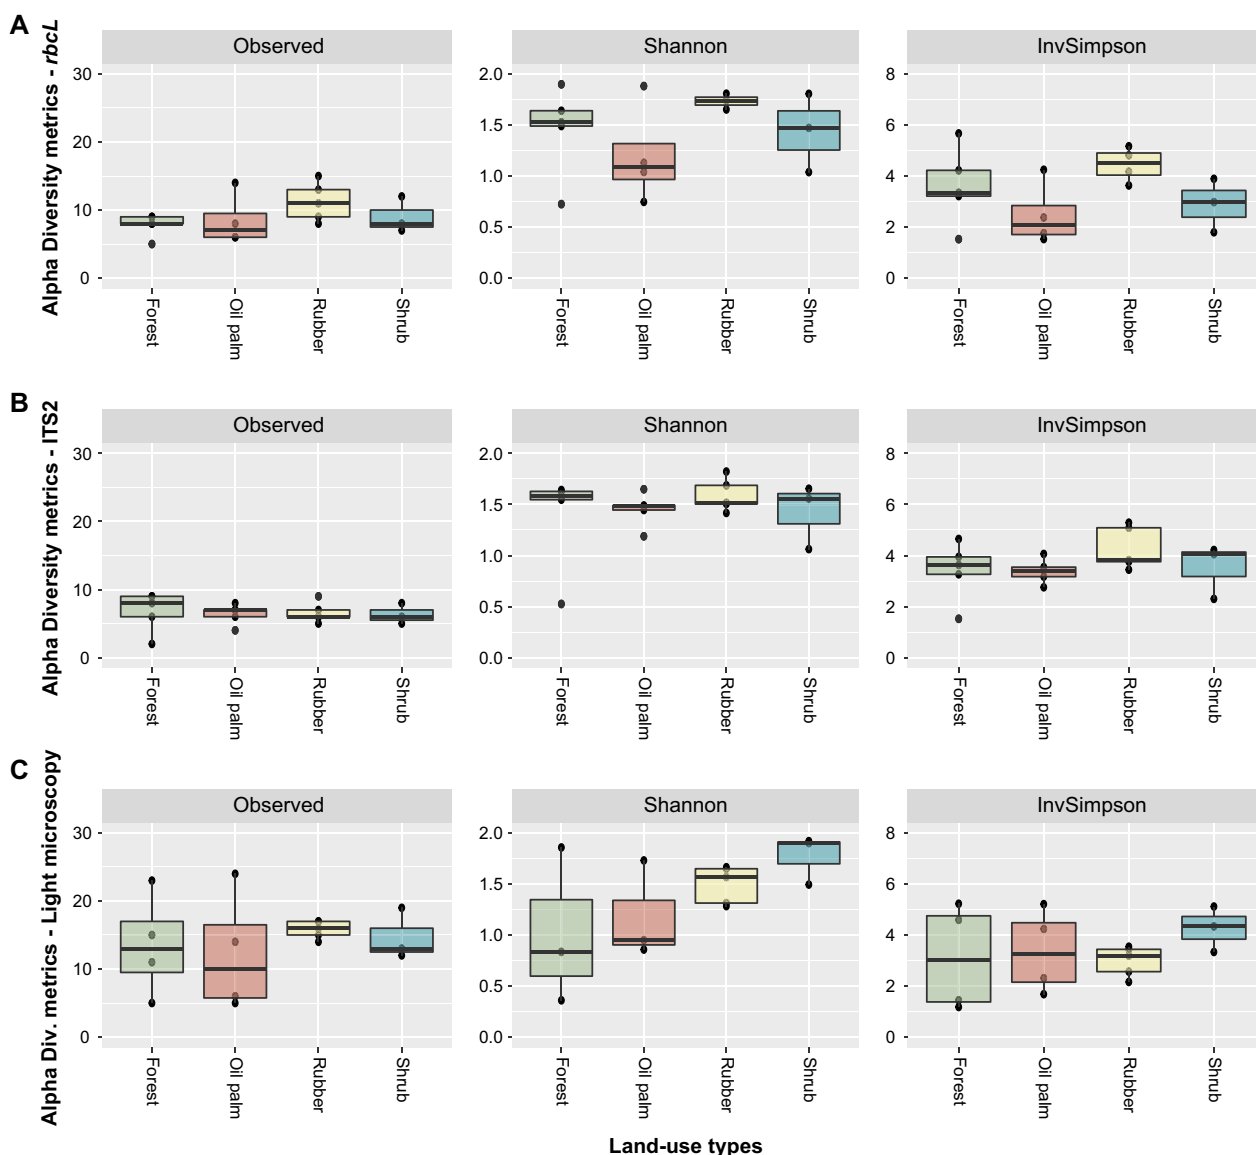 A
Alpha Diversity metrics - rbcL
Observed
Shannon
InvSimpson
30
20
10
0
2.0
1.5
1.0
0.5
0.0
8
6
4
2
0
Forest
Oil palm
Rubber
Shrub
Forest
Oil palm
Rubber
Shrub
Forest
Oil palm
Rubber
Shrub
B
Alpha Diversity metrics - ITS2
Observed
Shannon
InvSimpson
30
20
10
0
2.0
1.5
1.0
0.5
0.0
8
6
4
2
0
Forest
Oil palm
Rubber
Shrub
Forest
Oil palm
Rubber
Shrub
Forest
Oil palm
Rubber
Shrub
C
Alpha Div. metrics - Light microscopy
Observed
Shannon
InvSimpson
30
20
10
0
2.0
1.5
1.0
0.5
0.0
8
6
4
2
0
Forest
Oil palm
Rubber
Shrub
Forest
Oil palm
Rubber
Shrub
Forest
Oil palm
Rubber
Shrub
Land-use types